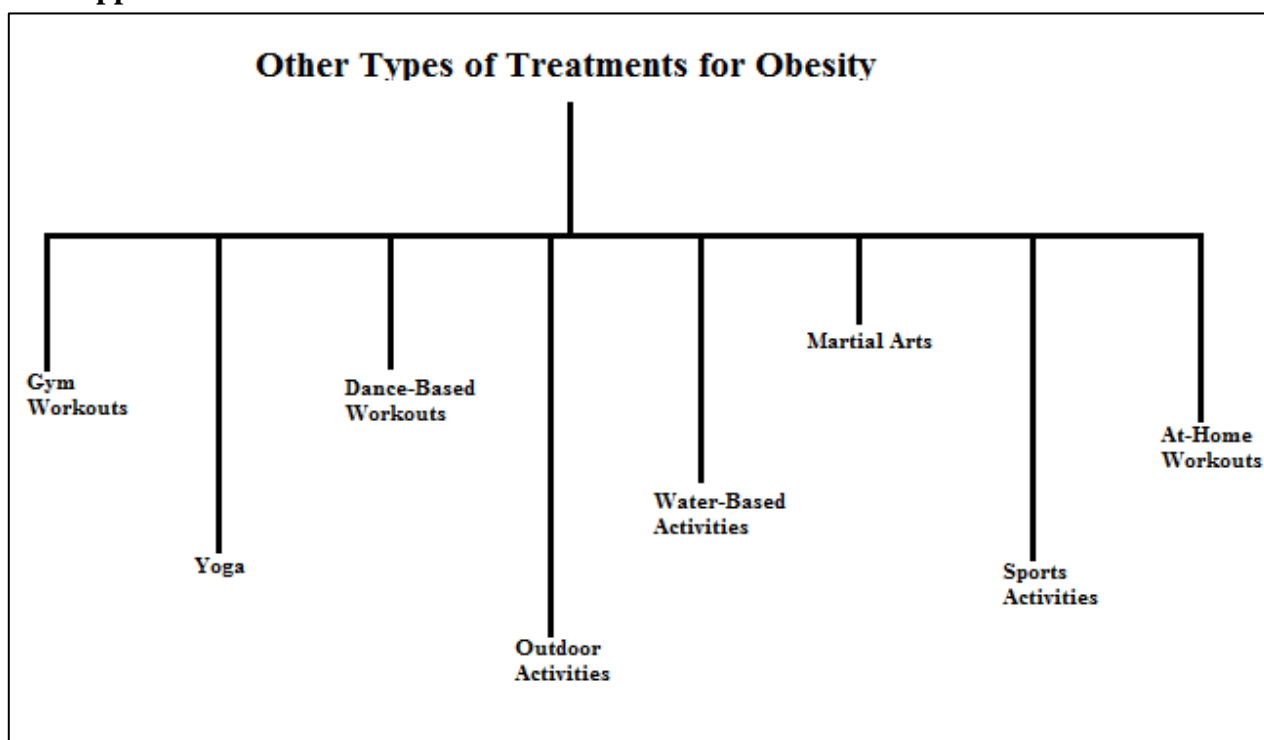 Other Types of Treatments for Obesity
Gym
Workouts
Yoga
Dance-Based
Workouts
Outdoor
Activities
Water-Based
Activities
Martial Arts
Sports
Activities
At-Home
Workouts